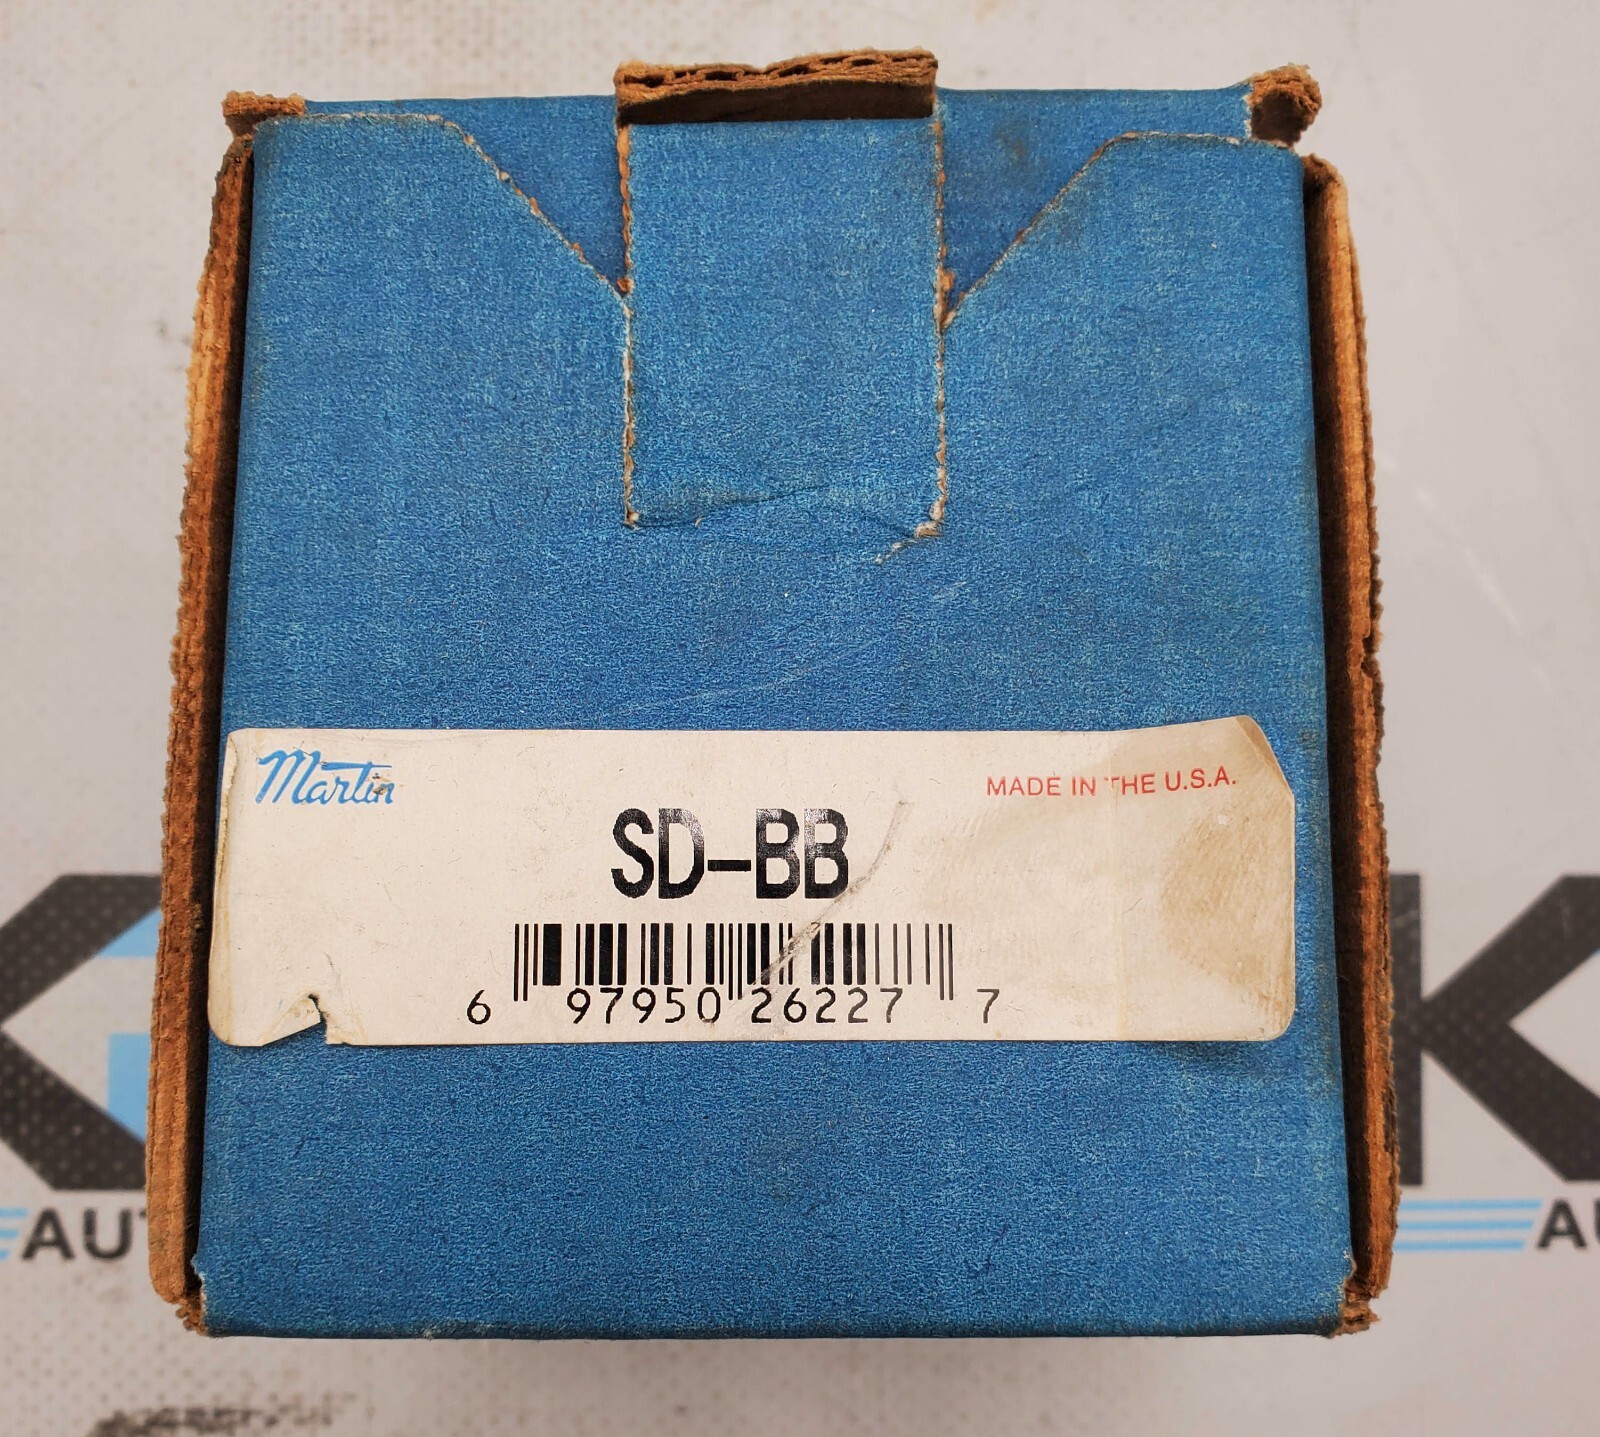 Martin
MADE IN THE U.S.A.
SD-BB
6 97950 26227 7